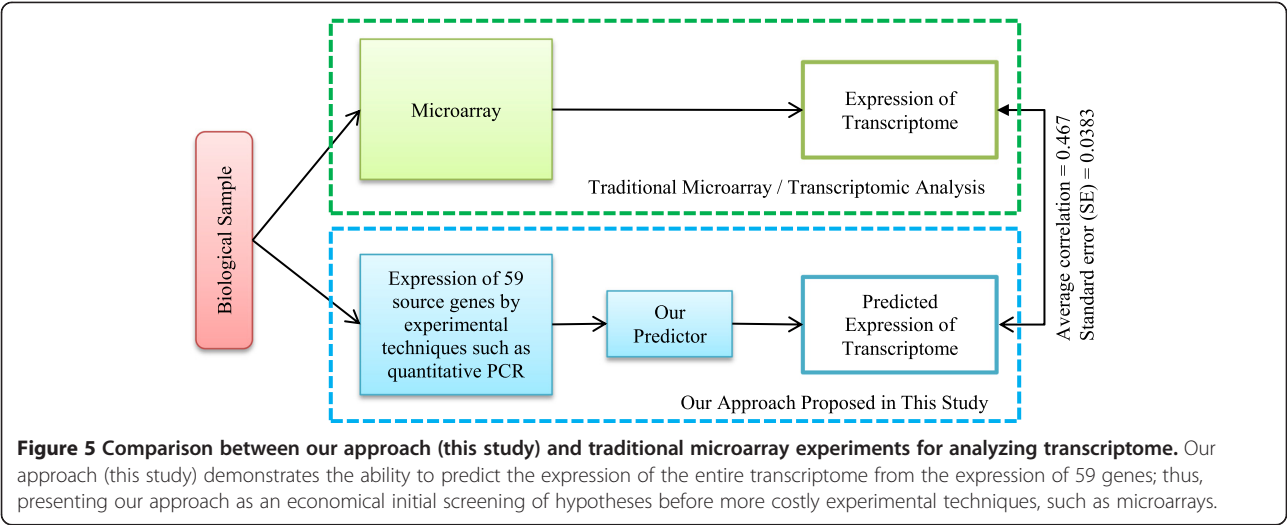 Biological Sample
Microarray
Expression of
Transcriptome
Traditional Microarray / Transcriptomic Analysis
Expression of 59
source genes by
experimental
techniques such as
quantitative PCR
Our
Predictor
Predicted
Expression of
Transcriptome
Our Approach Proposed in This Study
Average correlation = 0.467
Standard error (SE) = 0.0383
Figure 5 Comparison between our approach (this study) and traditional microarray experiments for analyzing transcriptome. Our
approach (this study) demonstrates the ability to predict the expression of the entire transcriptome from the expression of 59 genes; thus,
presenting our approach as an economical initial screening of hypotheses before more costly experimental techniques, such as microarrays.